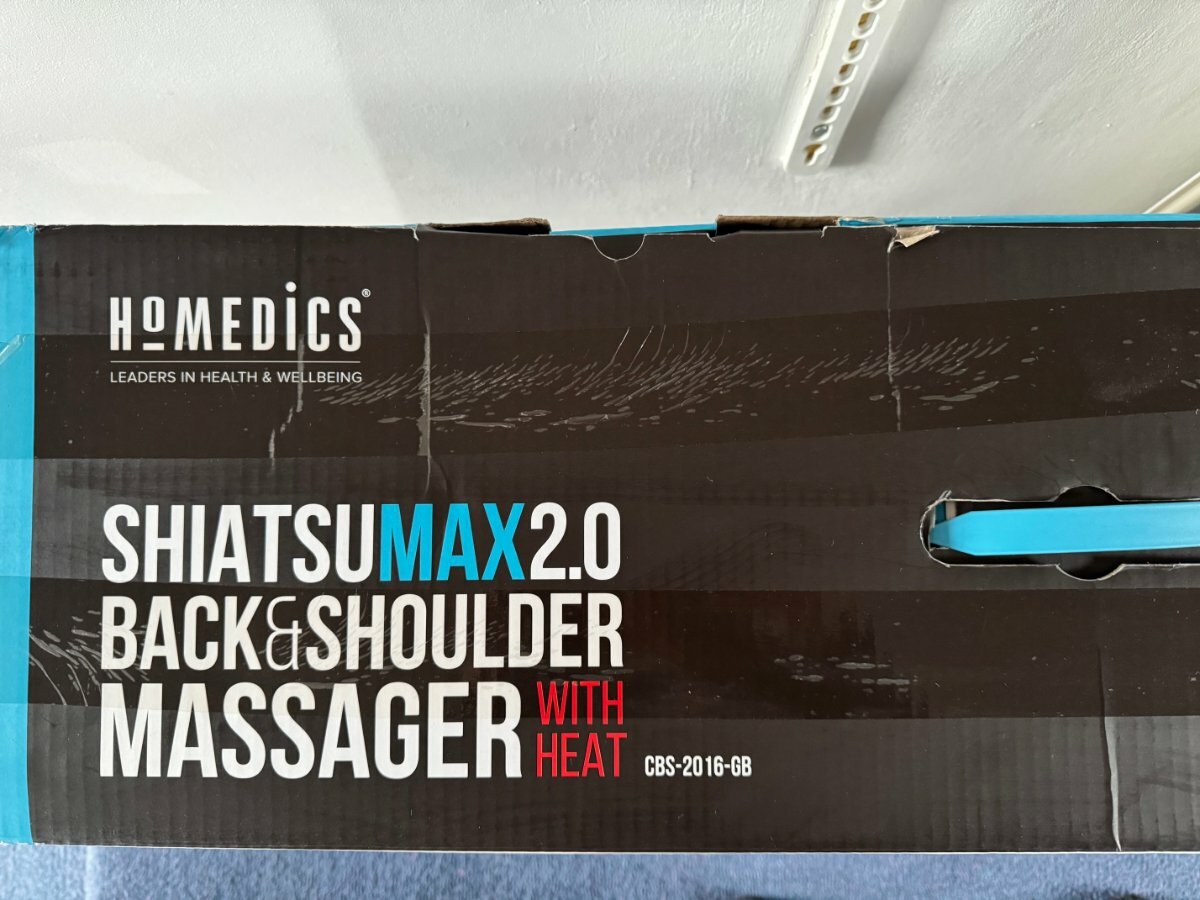 HOMEDICS®
LEADERS IN HEALTH & WELLBEING
SHIATSUMAX2.0
BACK&SHOULDER
MASSAGER WITH HEAT CBS-2016-GB